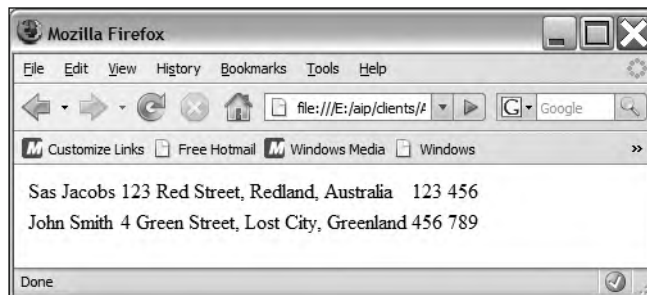 Mozilla Firefox
File Edit View History Bookmarks Tools Help
file:///E:/aip/clients/A G Google
Customize Links Free Hotmail Windows Media Windows »
Sas Jacobs 123 Red Street, Redland, Australia 123 456
John Smith 4 Green Street, Lost City, Greenland 456 789
Done